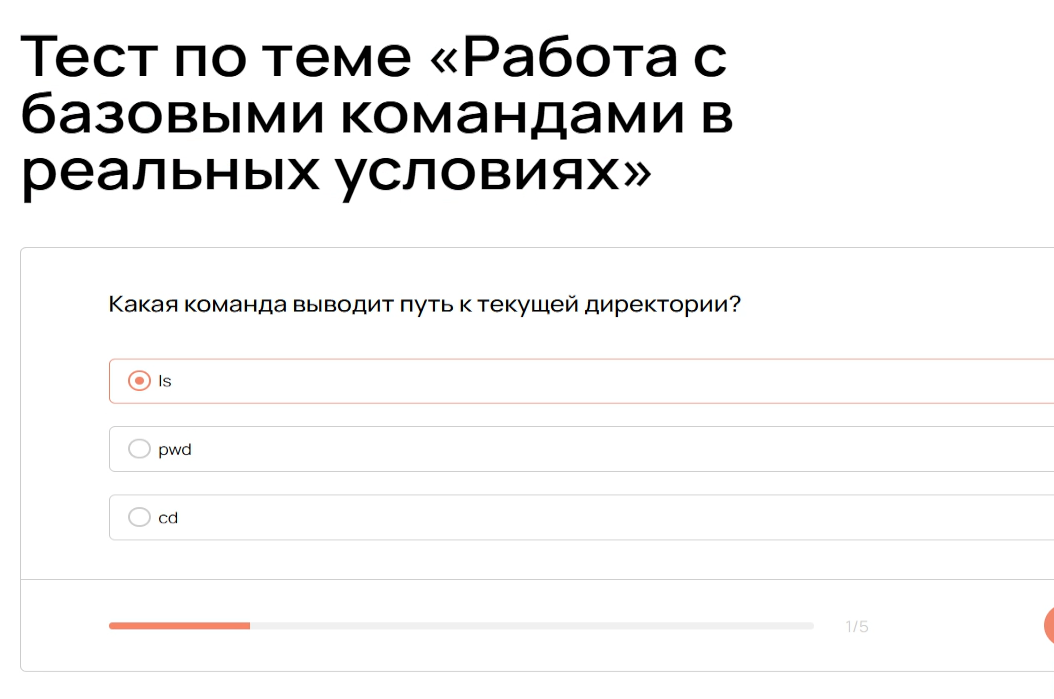 Тест по теме «Работа с
базовыми командами в
реальных условиях»
Какая команда выводит путь к текущей директории?
ls
pwd
cd
1/5